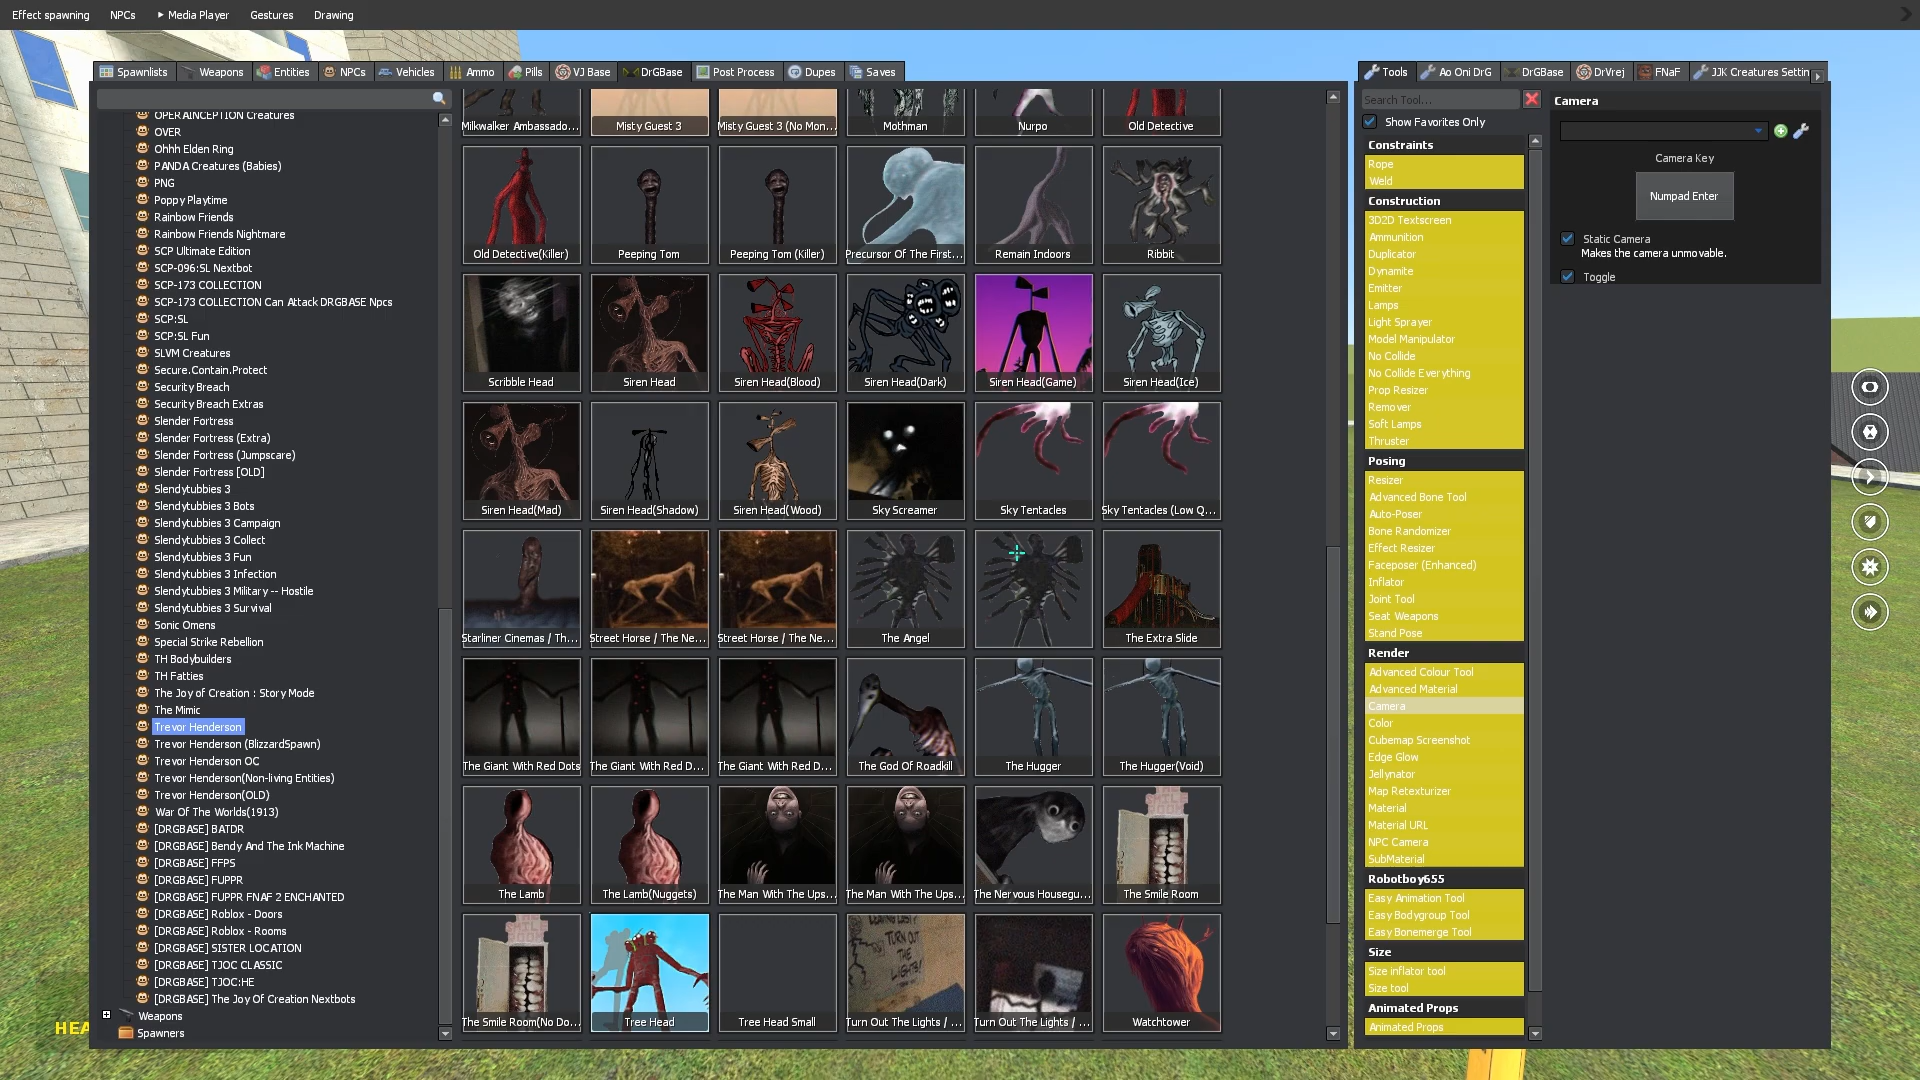 Effect spawning NPCs Media Player Gestures Drawing
Spawnlists Weapons Entities NPCs Vehicles Ammo Pills VJ Base DrGBase Post Process Dupes Saves
OPERAINCEPTION Creatures
OVER
Ohhh Elden Ring
PANDA Creatures (Babies)
PNG
Poppy Playtime
Rainbow Friends
Rainbow Friends Nightmare
SCP Ultimate Edition
SCP-096:SL Nextbot
SCP-173 COLLECTION
SCP-173 COLLECTION Can Attack DRGBASE Npcs
SCP:SL
SCP:SL Fun
SLVM Creatures
Secure.Contain.Protect
Security Breach
Security Breach Extras
Slender Fortress
Slender Fortress (Extra)
Slender Fortress (Jumpscare)
Slender Fortress [OLD]
Slendytubbies 3
Slendytubbies 3 Bots
Slendytubbies 3 Campaign
Slendytubbies 3 Collect
Slendytubbies 3 Fun
Slendytubbies 3 Infection
Slendytubbies 3 Military -- Hostile
Slendytubbies 3 Survival
Sonic Omens
Special Strike Rebellion
TH Bodybuilders
TH Fatties
The Joy of Creation : Story Mode
The Mimic
Trevor Henderson
Trevor Henderson (BlizzardSpawn)
Trevor Henderson OC
Trevor Henderson(Non-living Entities)
Trevor Henderson(OLD)
War Of The Worlds(1913)
[DRGBASE] BATDR
[DRGBASE] Bendy And The Ink Machine
[DRGBASE] FFPS
[DRGBASE] FUPPR
[DRGBASE] FUPPR FNAF 2 ENCHANTED
[DRGBASE] Roblox - Doors
[DRGBASE] Roblox - Rooms
[DRGBASE] SISTER LOCATION
[DRGBASE] TJOC CLASSIC
[DRGBASE] TJOC:HE
[DRGBASE] The Joy Of Creation Nextbots
Weapons
Spawners
HEA
Milkwalker Ambassado... Misty Guest 3 Misty Guest 3 (No Mon... Mothman Nurpo Old Detective
Old Detective(Killer) Peeping Tom Peeping Tom (Killer) Precursor Of The First... Remain Indoors Ribbit
Scribble Head Siren Head Siren Head(Blood) Siren Head(Dark) Siren Head(Game) Siren Head(Ice)
Siren Head(Mad) Siren Head(Shadow) Siren Head(Wood) Sky Screamer Sky Tentacles Sky Tentacles (Low Q...
Starliner Cinemas / Th... Street Horse / The Ne... Street Horse / The Ne... The Angel The Extra Slide
The Giant With Red Dots The Giant With Red D... The Giant With Red D... The God Of Roadkill The Hugger The Hugger(Void)
The Lamb The Lamb(Nuggets) The Man With The Ups... The Man With The Ups... The Nervous Housegu... The Smile Room
TURN OUT
THE
LIGHTS!
The Smile Room(No Do... Tree Head Tree Head Small Turn Out The Lights / ... Turn Out The Lights / ... Watchtower
Tools Ao Oni DrG DrGBase DrVrej FNaF JJK Creatures Settin
Search Tool...
Show Favorites Only
Constraints
Rope
Weld
Construction
3D2D Textscreen
Ammunition
Duplicator
Dynamite
Emitter
Lamps
Light Sprayer
Model Manipulator
No Collide
No Collide Everything
Prop Resizer
Remover
Soft Lamps
Thruster
Posing
Resizer
Advanced Bone Tool
Auto-Poser
Bone Randomizer
Effect Resizer
Faceposer (Enhanced)
Inflator
Joint Tool
Seat Weapons
Stand Pose
Render
Advanced Colour Tool
Advanced Material
Camera
Color
Cubemap Screenshot
Edge Glow
Jellynator
Map Retexturizer
Material
Material URL
NPC Camera
SubMaterial
Robotboy655
Easy Animation Tool
Easy Bodygroup Tool
Easy Bonemerge Tool
Size
Size inflator tool
Size tool
Animated Props
Animated Props
Camera
Camera Key
Numpad Enter
Static Camera
Makes the camera unmovable.
Toggle